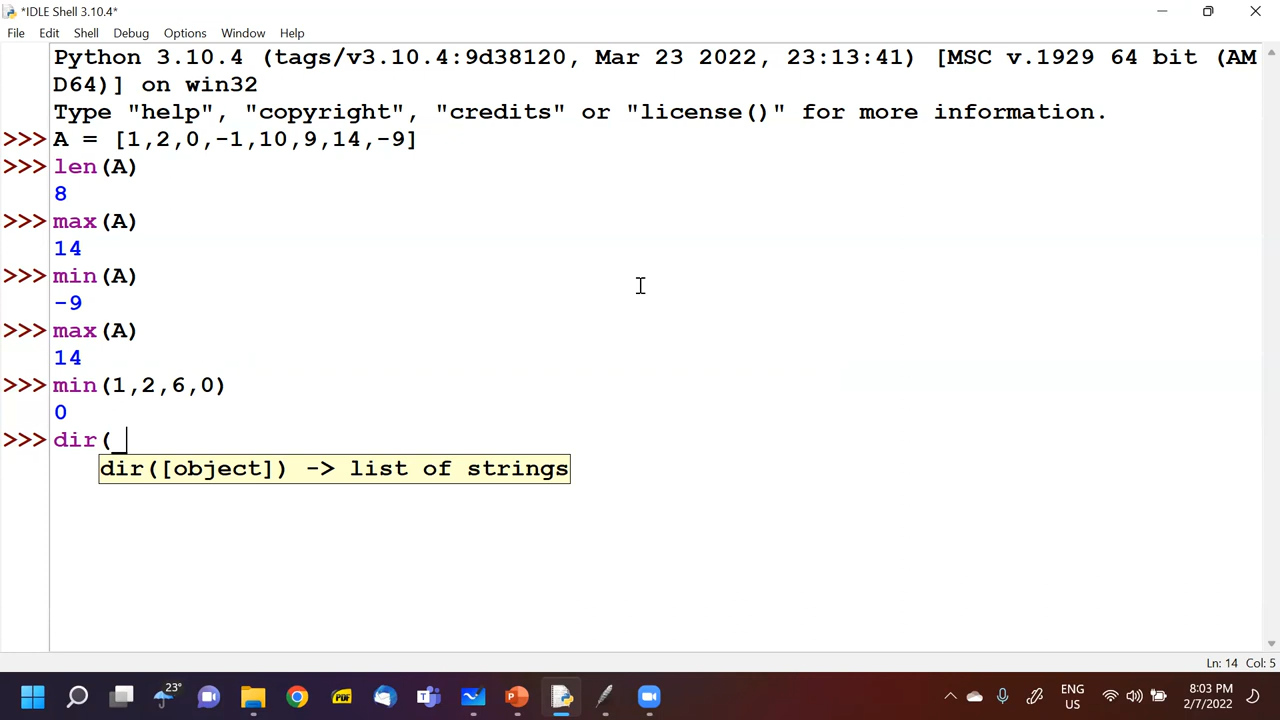 *IDLE Shell 3.10.4*
File Edit Shell Debug Options Window Help
Python 3.10.4 (tags/v3.10.4:9d38120, Mar 23 2022, 23:13:41) [MSC v.1929 64 bit (AM
D64)] on win32
Type "help", "copyright", "credits" or "license()" for more information.
>>> A = [1,2,0,-1,10,9,14,-9]
>>> len(A)
8
>>> max(A)
14
>>> min(A)
-9
>>> max(A)
14
>>> min(1,2,6,0)
0
>>> dir(_
dir([object]) -> list of strings
Ln: 14 Col: 5
23°
PDF
ENG
US
8:03 PM
2/7/2022